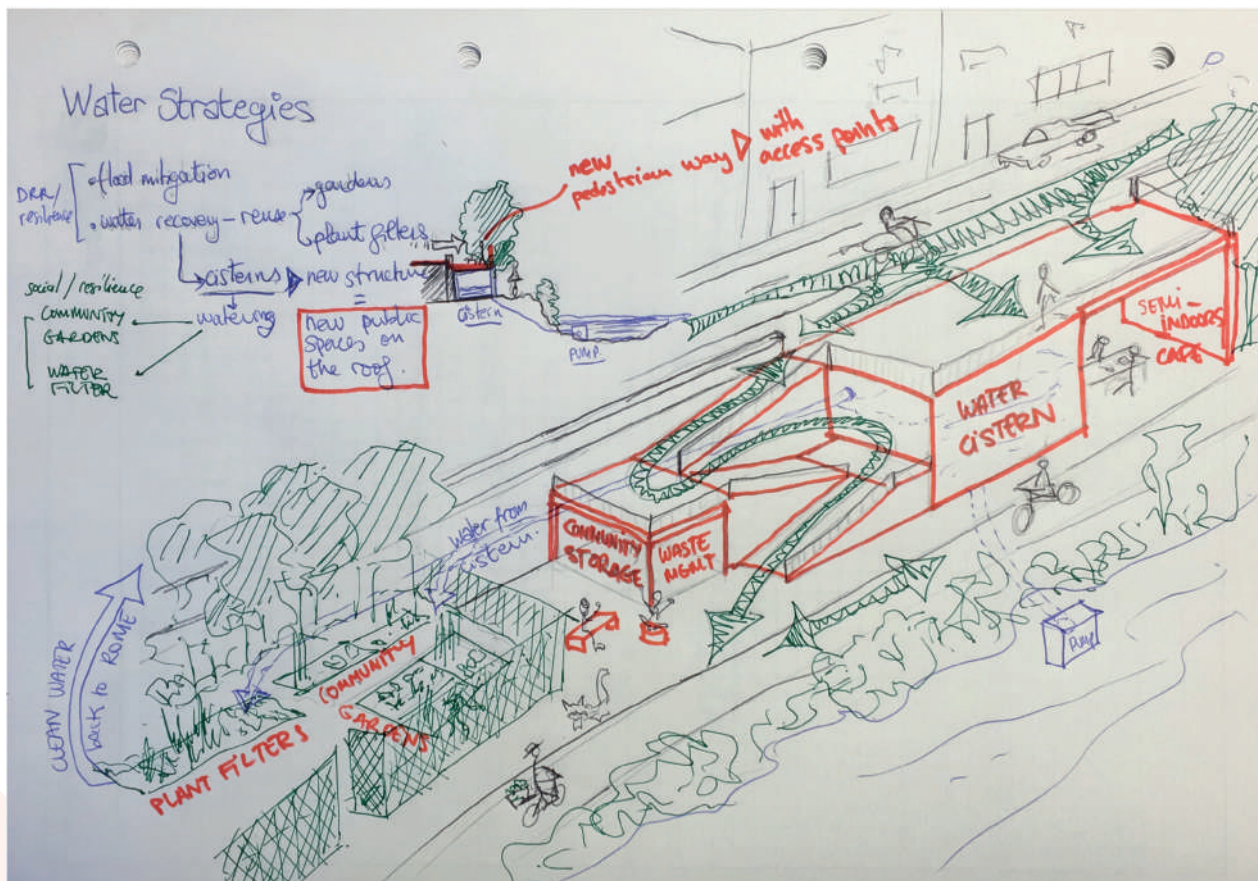 Water Strategies
DRR/
resilience
• flood mitigation
• water recovery – reuse
gardens
plant filters
cisterns
new structure
=
watering
new public
spaces on
the roof.
social / resilience
COMMUNITY
GARDENS
WATER
FILTER
cistern
PUMP
new
pedestrian way
with
access points
P
SEMI-
INDOORS
CAFE
WATER
CISTERN
COMMUNITY
STORAGE
WASTE
MGMT
water from
cistern.
COMMUNITY
GARDENS
PLANT FILTERS
CLEAN WATER
back to ROME
PUMP